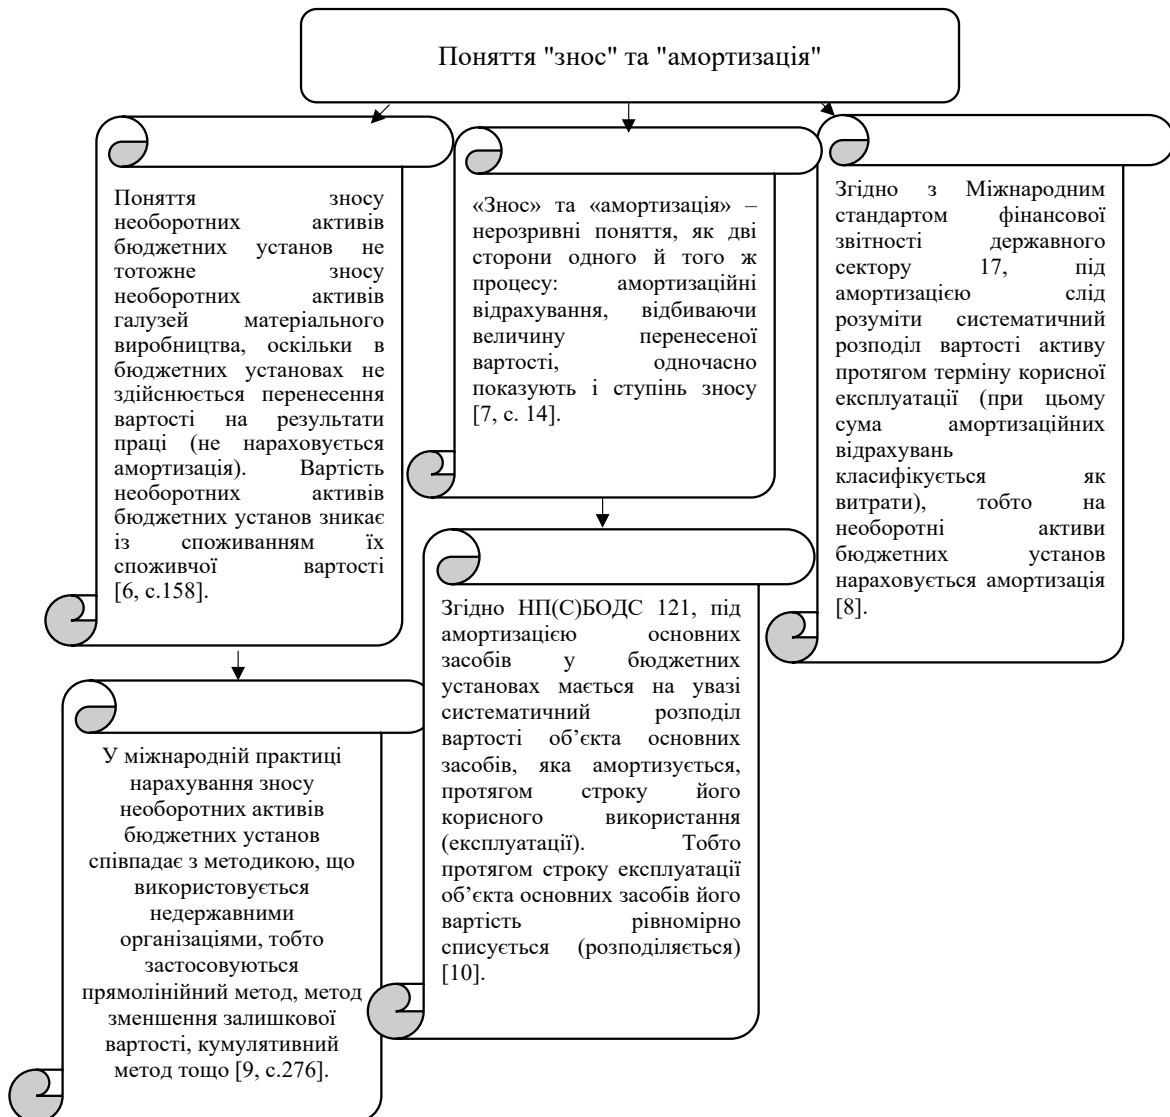 Поняття "знос" та "амортизація"
Поняття зносу
необоротних активів
бюджетних установ не
тотожне зносу
необоротних активів
галузей матеріального
виробництва, оскільки в
бюджетних установах не
здійснюється перенесення
вартості на результати
праці (не нараховується
амортизація). Вартість
необоротних активів
бюджетних установ зникає
із споживанням їх
споживчої вартості
[6, с.158].
«Знос» та «амортизація» –
нерозривні поняття, як дві
сторони одного й того ж
процесу: амортизаційні
відрахування, відбиваючи
величину перенесеної
вартості, одночасно
показують і ступінь зносу
[7, с. 14].
Згідно з Міжнародним
стандартом фінансової
звітності державного
сектору 17, під
амортизацією слід
розуміти систематичний
розподіл вартості активу
протягом терміну корисної
експлуатації (при цьому
сума амортизаційних
відрахувань
класифікується як
витрати), тобто на
необоротні активи
бюджетних установ
нараховується амортизація
[8].
У міжнародній практиці
нарахування зносу
необоротних активів
бюджетних установ
співпадає з методикою, що
використовується
недержавними
організаціями, тобто
застосовуються
прямолінійний метод, метод
зменшення залишкової
вартості, кумулятивний
метод тощо [9, с.276].
Згідно НП(С)БОДС 121, під
амортизацією основних
засобів у бюджетних
установах мається на увазі
систематичний розподіл
вартості об’єкта основних
засобів, яка амортизується,
протягом строку його
корисного використання
(експлуатації). Тобто
протягом строку експлуатації
об’єкта основних засобів його
вартість рівномірно
списується (розподіляється)
[10].